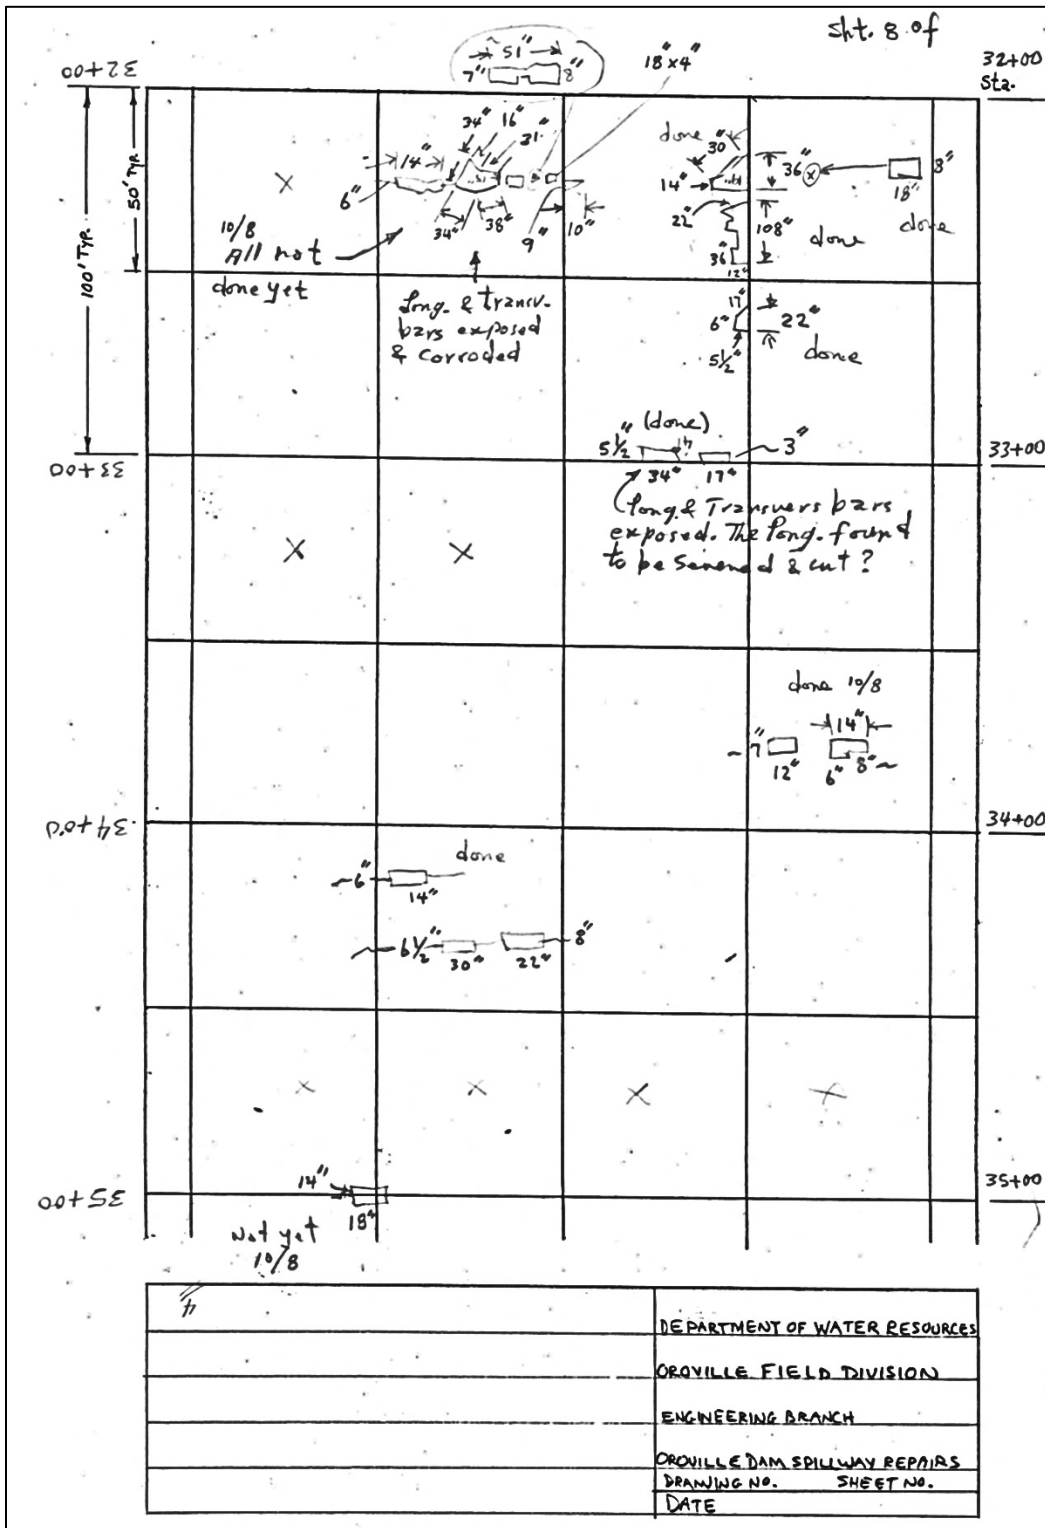 Sht. 8 of
32+00
32+00
Sta.
51"
7"
8"
18"x4"
50' TYP.
100' TYP.
34"
16"
31"
14"
6"
34"
38"
9"
10"
10/8
All not
done yet
Long. & transv.
bars exposed
& corroded
done
30"
36"
14"
22"
108"
36"
12"
done
8"
18"
done
17"
6"
22"
5½"
done
33+00
33+00
(done)
5½"
4"
34"
17"
3"
Long. & Transvers bars
exposed. The Long. found
to be & cut?
done 10/8
14"
~7"
12"
6"
8"~
34+00
34+00
done
~6"
14"
6½"
30"
22"
8"
35+00
35+00
14"
18"
Not yet
10/8
4
DEPARTMENT OF WATER RESOURCES
OROVILLE FIELD DIVISION
ENGINEERING BRANCH
OROVILLE DAM SPILLWAY REPAIRS
DRAWING NO. SHEET NO.
DATE